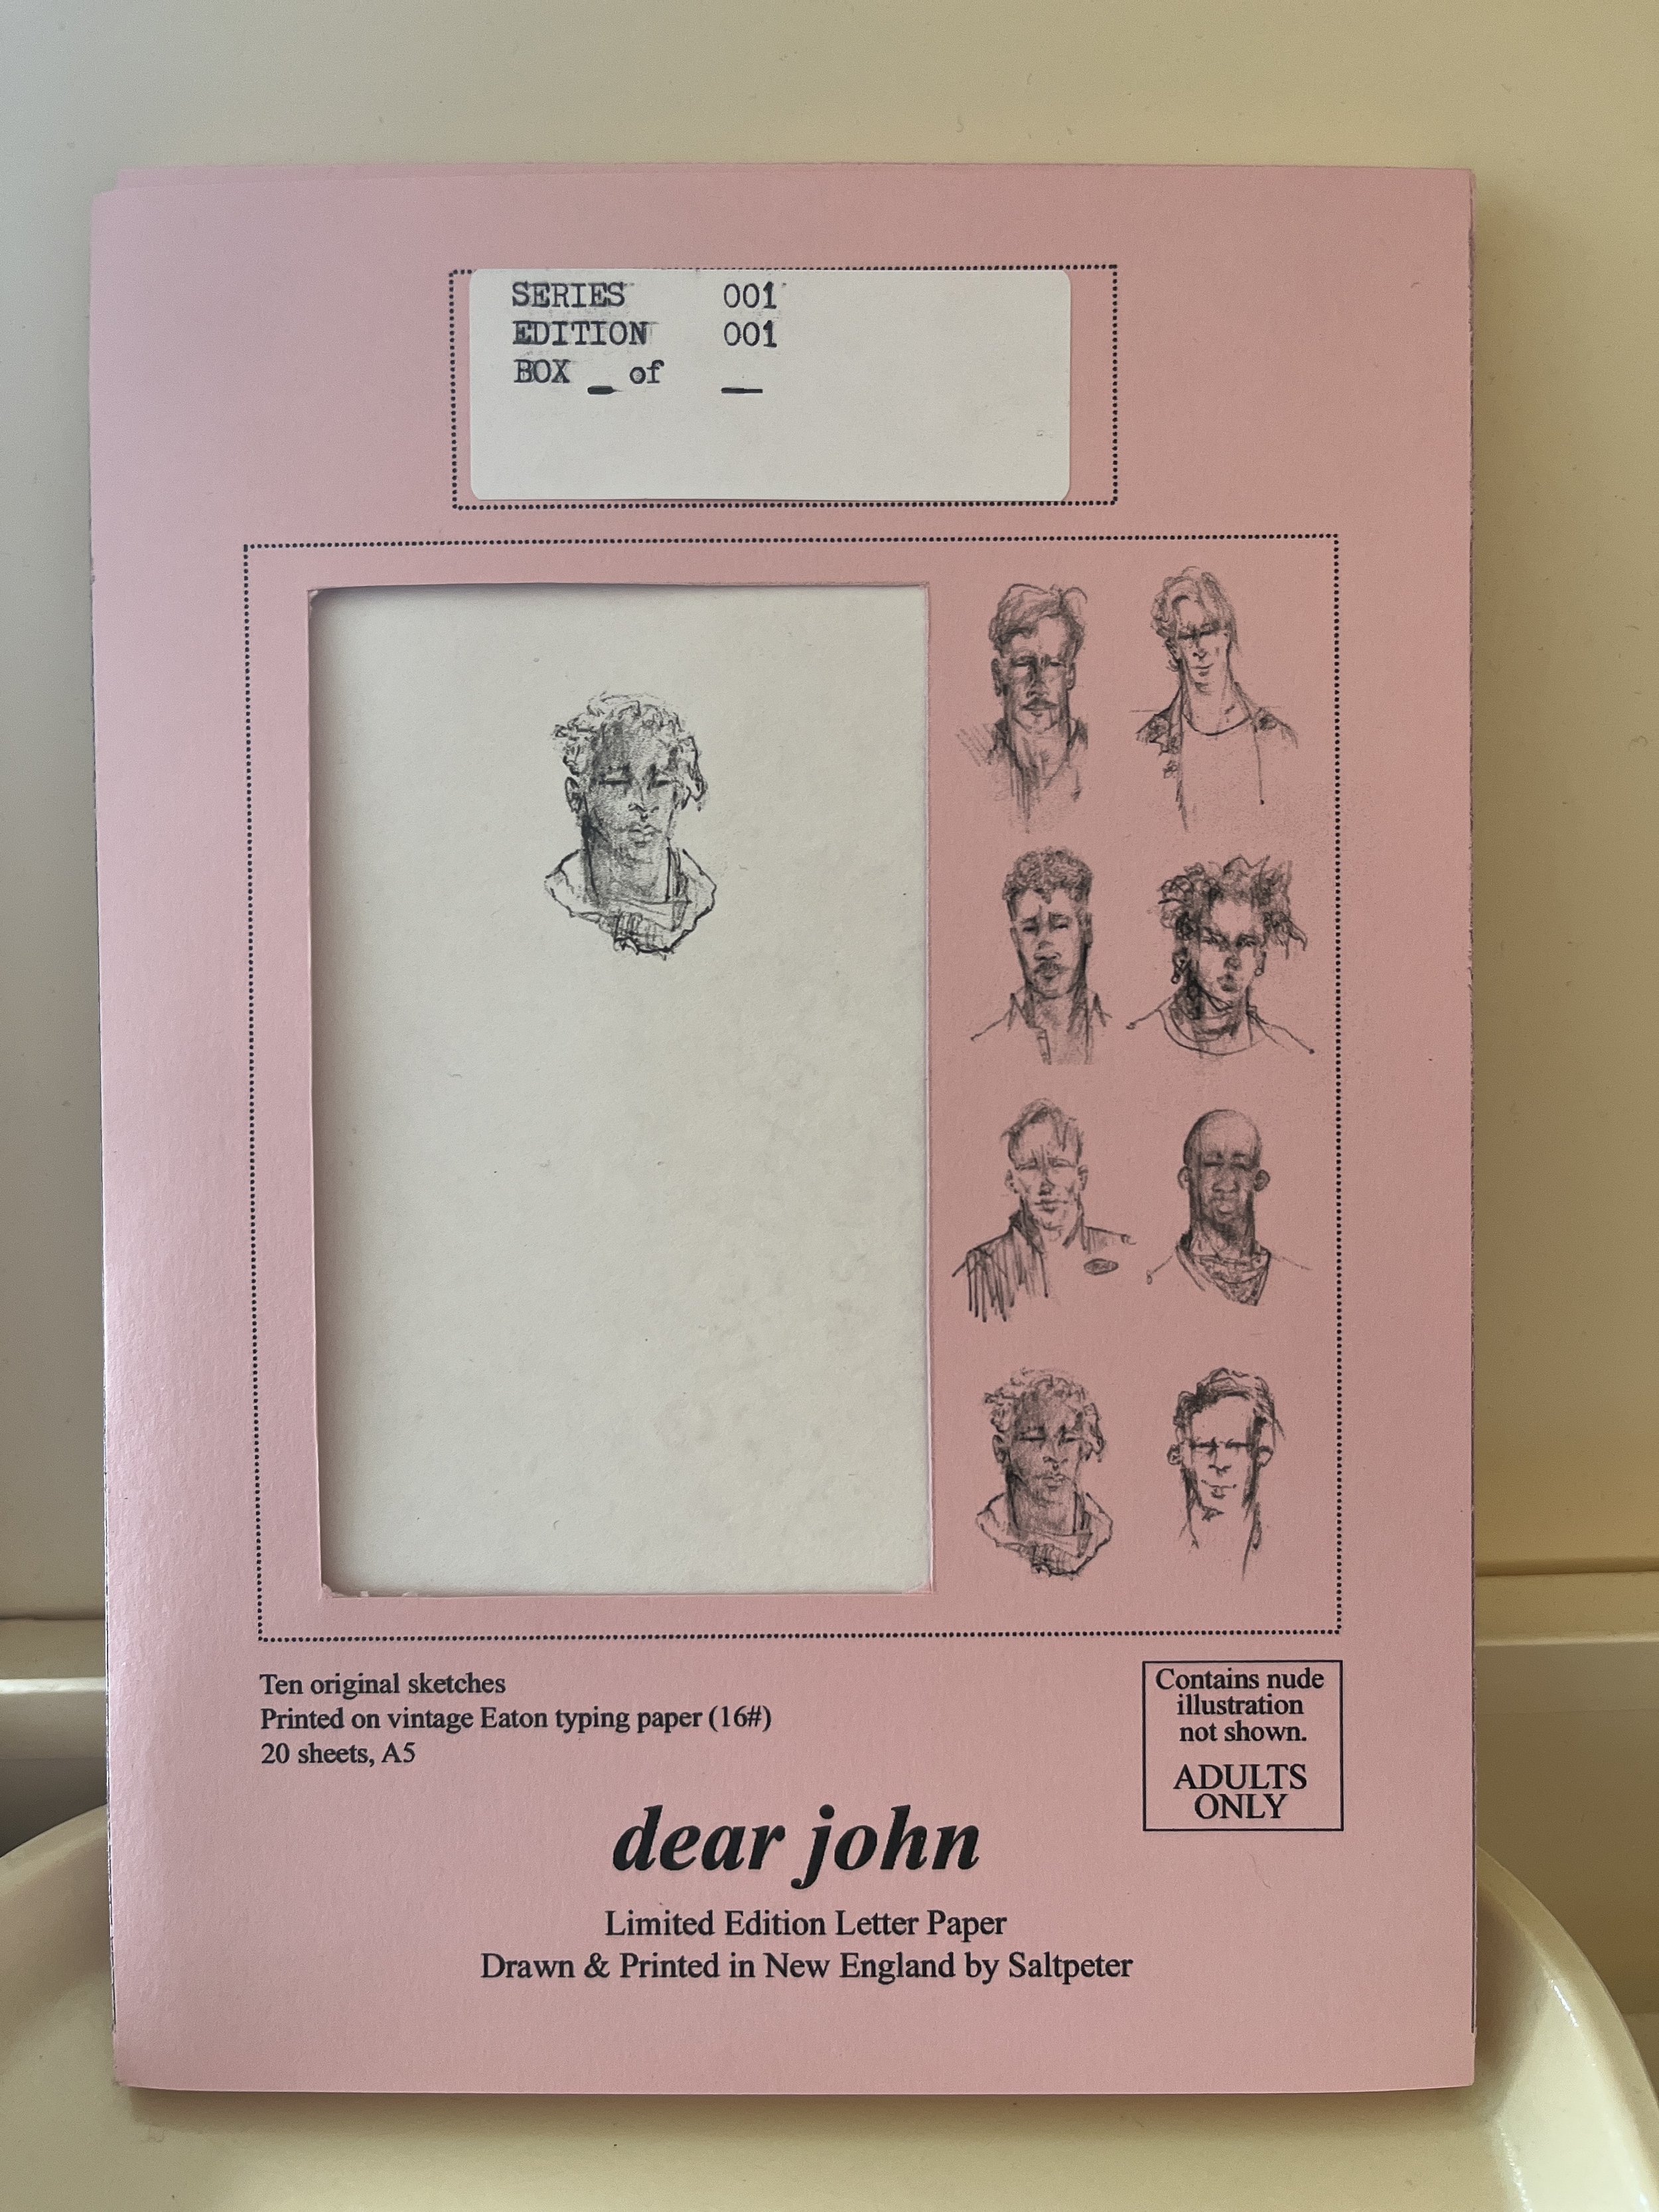 SERIES 001
EDITION 001
BOX _ of __
Ten original sketches
Printed on vintage Eaton typing paper (16#)
20 sheets, A5
Contains nude
illustration
not shown.
ADULTS
ONLY
dear john
Limited Edition Letter Paper
Drawn & Printed in New England by Saltpeter